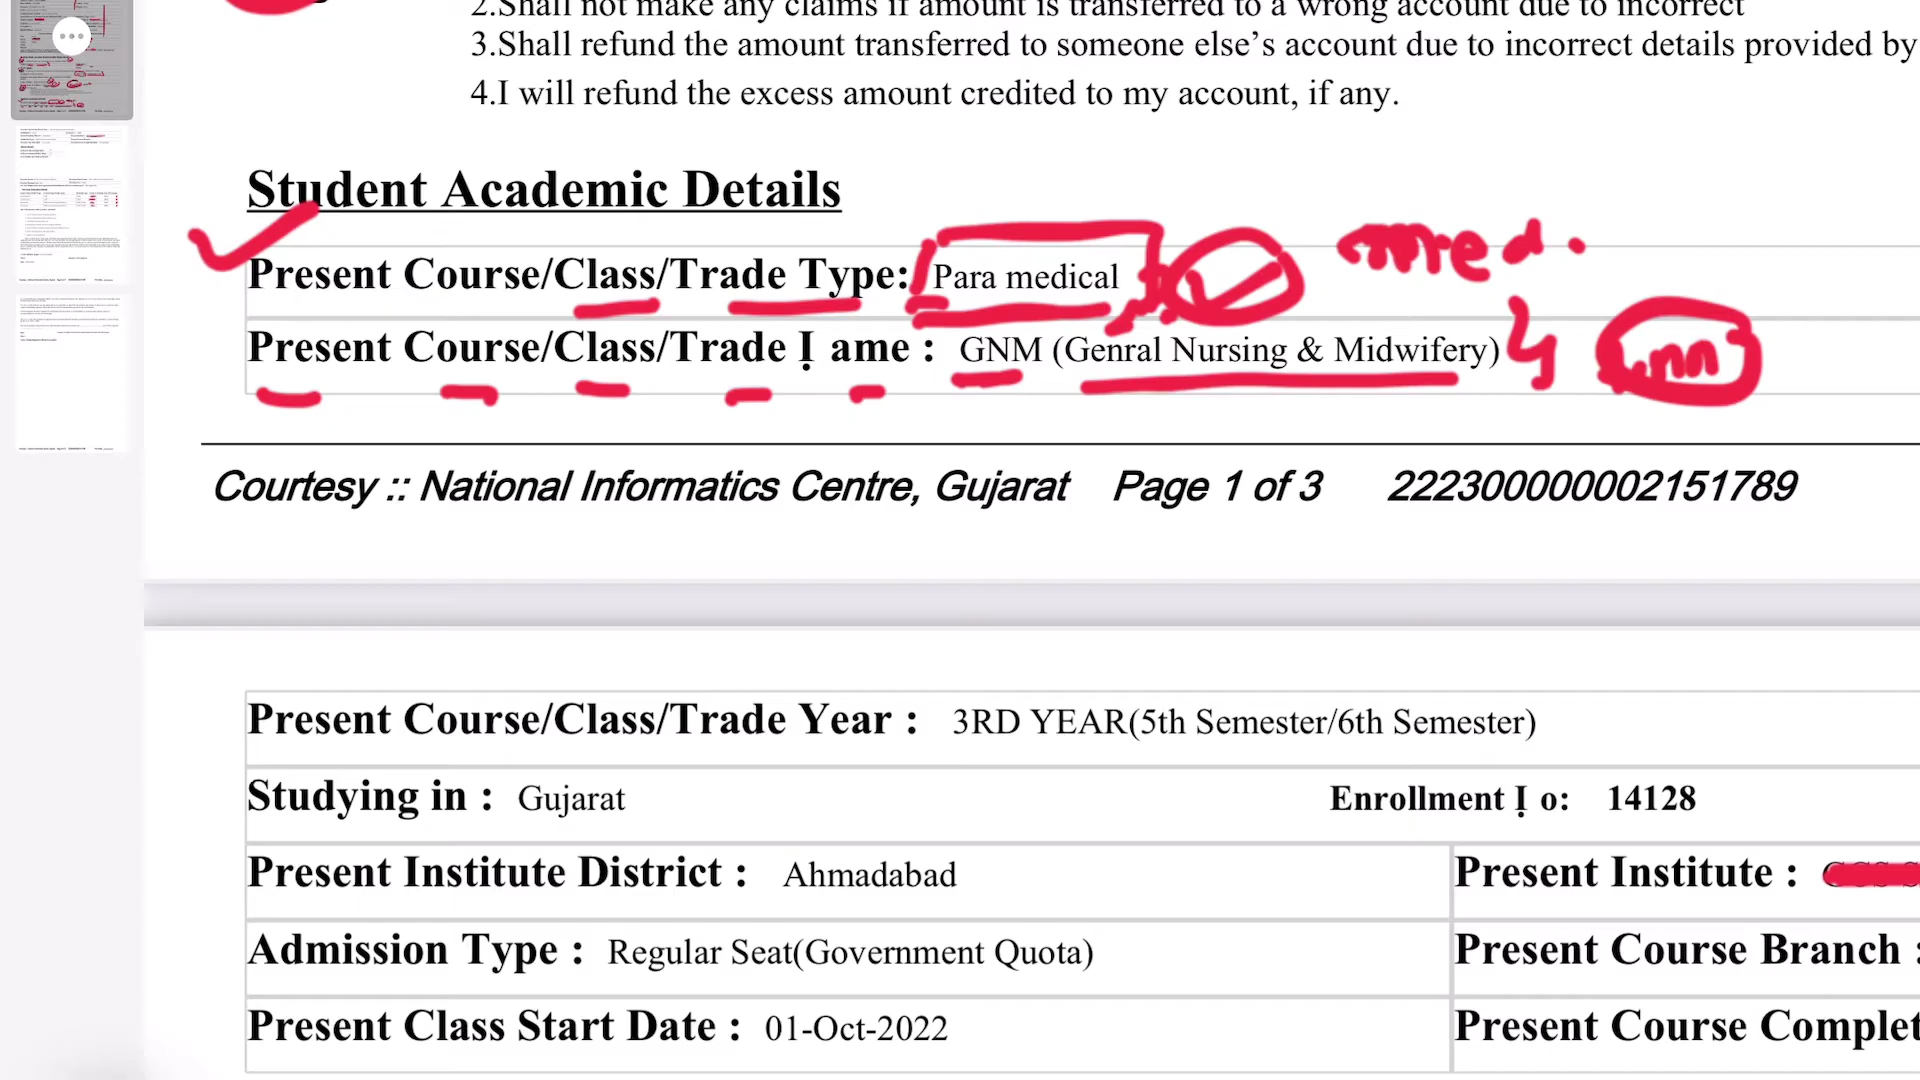 2.Shall not make any claims if amount is transferred to a wrong account due to incorrect
3.Shall refund the amount transferred to someone else’s account due to incorrect details provided by
4.I will refund the excess amount credited to my account, if any.
Student Academic Details
Present Course/Class/Trade Type: Para medical
med.
Present Course/Class/Trade Ị ame : GNM (Genral Nursing & Midwifery)
Courtesy :: National Informatics Centre, Gujarat Page 1 of 3 222300000002151789
Present Course/Class/Trade Year : 3RD YEAR(5th Semester/6th Semester)
Studying in : Gujarat Enrollment Ị o: 14128
Present Institute District : Ahmadabad Present Institute :
Admission Type : Regular Seat(Government Quota) Present Course Branch :
Present Class Start Date : 01-Oct-2022 Present Course Complet